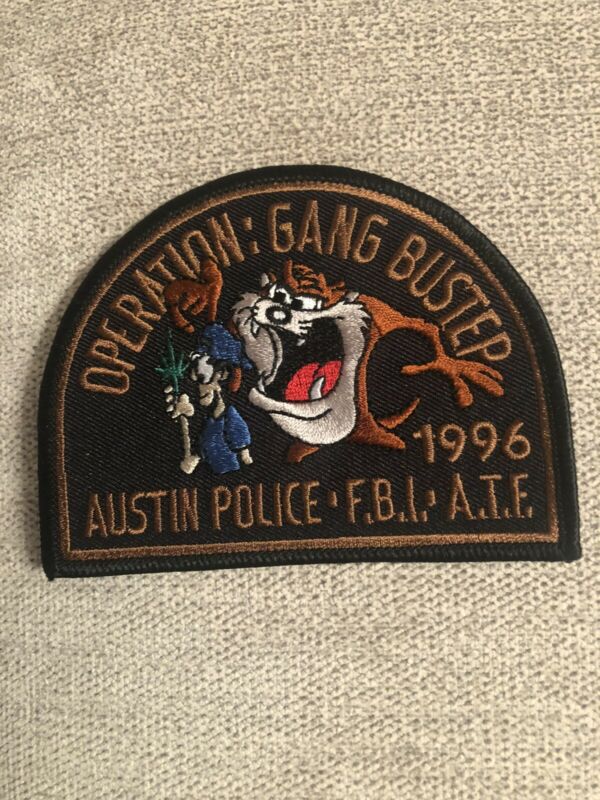 OPERATION: GANG BUSTER
1996
AUSTIN POLICE • F.B.I. • A.T.F.